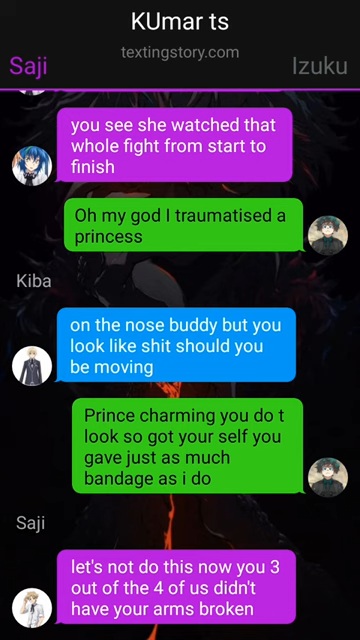 KUmar ts
textingstory.com
Saji
Izuku
you see she watched that
whole fight from start to
finish
Oh my god I traumatised a
princess
Kiba
on the nose buddy but you
look like shit should you
be moving
Prince charming you do t
look so got your self you
gave just as much
bandage as i do
Saji
let's not do this now you 3
out of the 4 of us didn't
have your arms broken